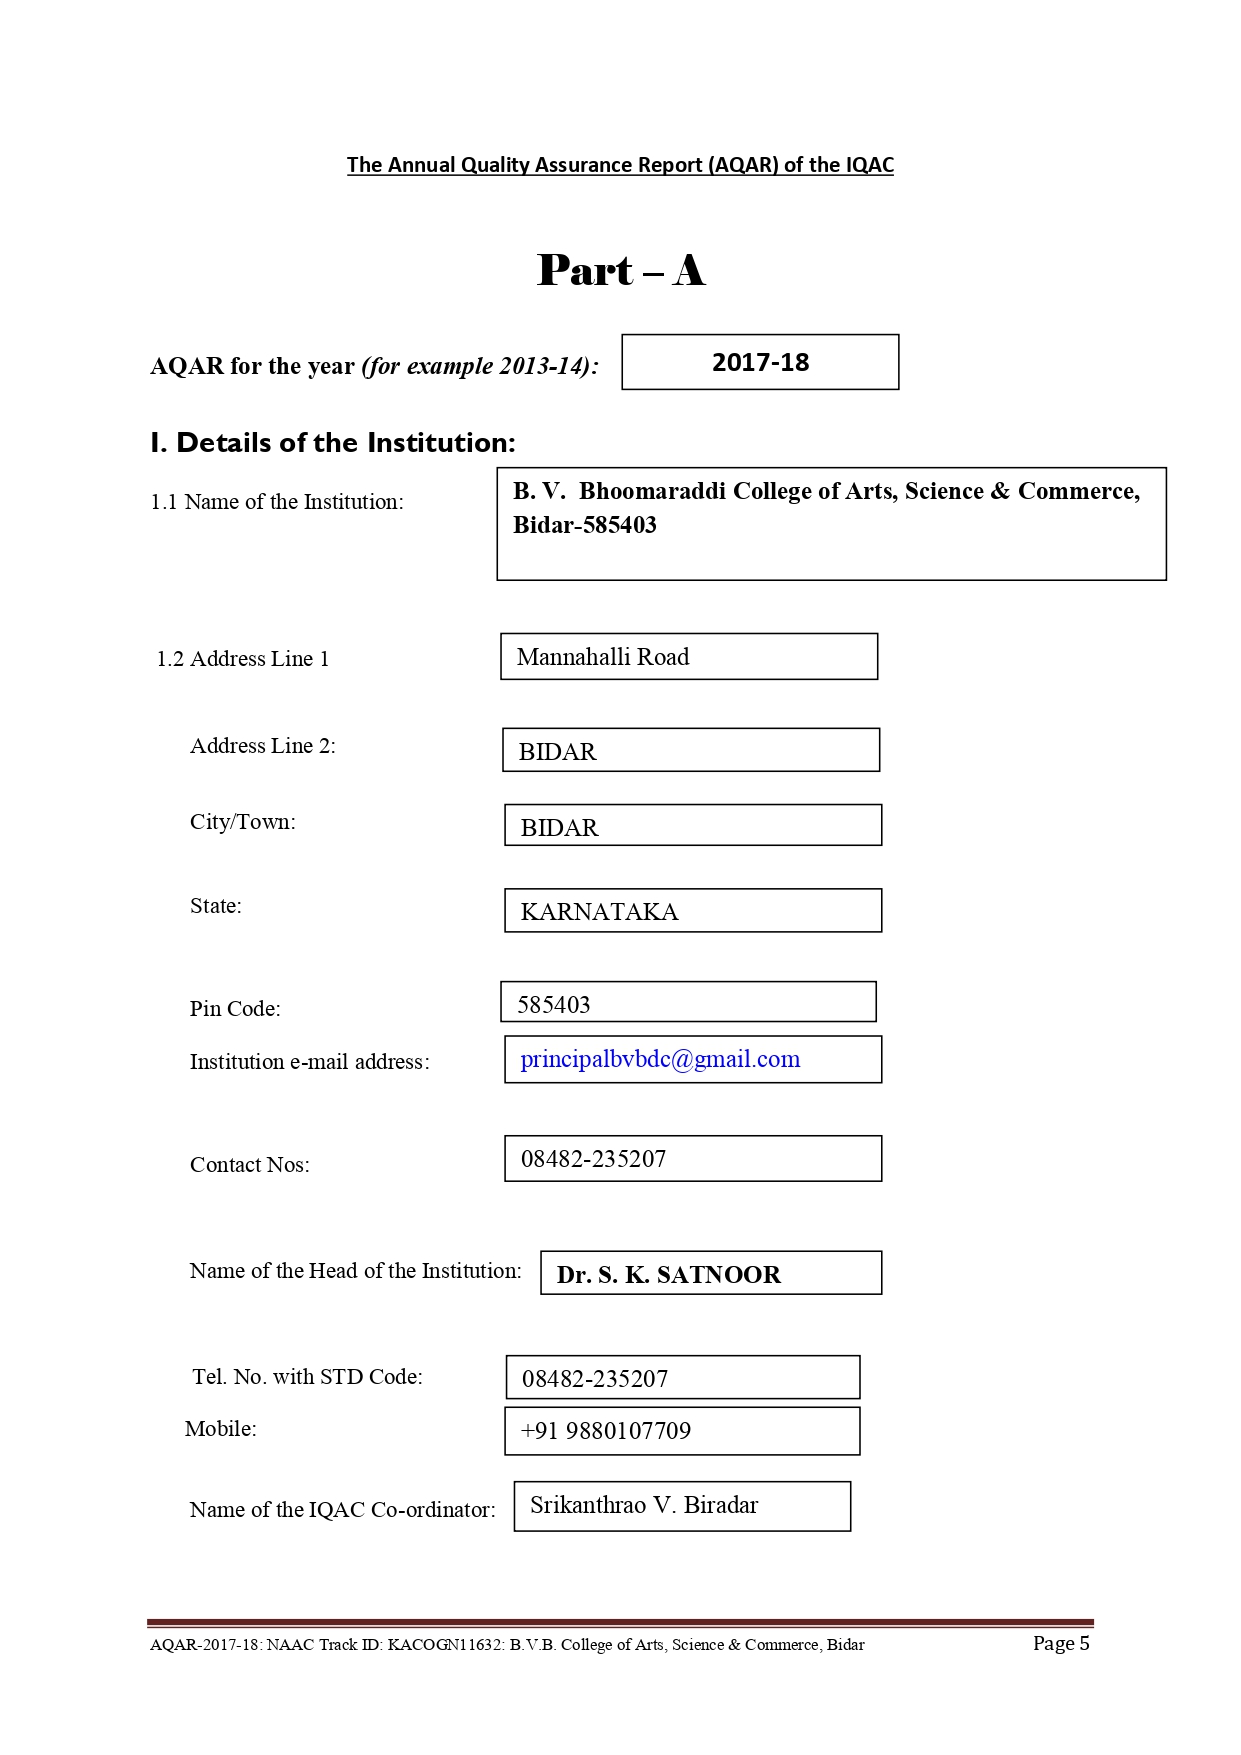 The Annual Quality Assurance Report (AQAR) of the IQAC
Part – A
AQAR for the year (for example 2013-14): 2017-18
I. Details of the Institution:
1.1 Name of the Institution: B. V.  Bhoomaraddi College of Arts, Science & Commerce,
Bidar-585403
1.2 Address Line 1 Mannahalli Road
Address Line 2: BIDAR
City/Town: BIDAR
State: KARNATAKA
Pin Code: 585403
Institution e-mail address: principalbvbdc@gmail.com
Contact Nos: 08482-235207
Name of the Head of the Institution: Dr. S. K. SATNOOR
Tel. No. with STD Code: 08482-235207
Mobile: +91 9880107709
Name of the IQAC Co-ordinator: Srikanthrao V. Biradar
AQAR-2017-18: NAAC Track ID: KACOGN11632: B.V.B. College of Arts, Science & Commerce, Bidar Page 5